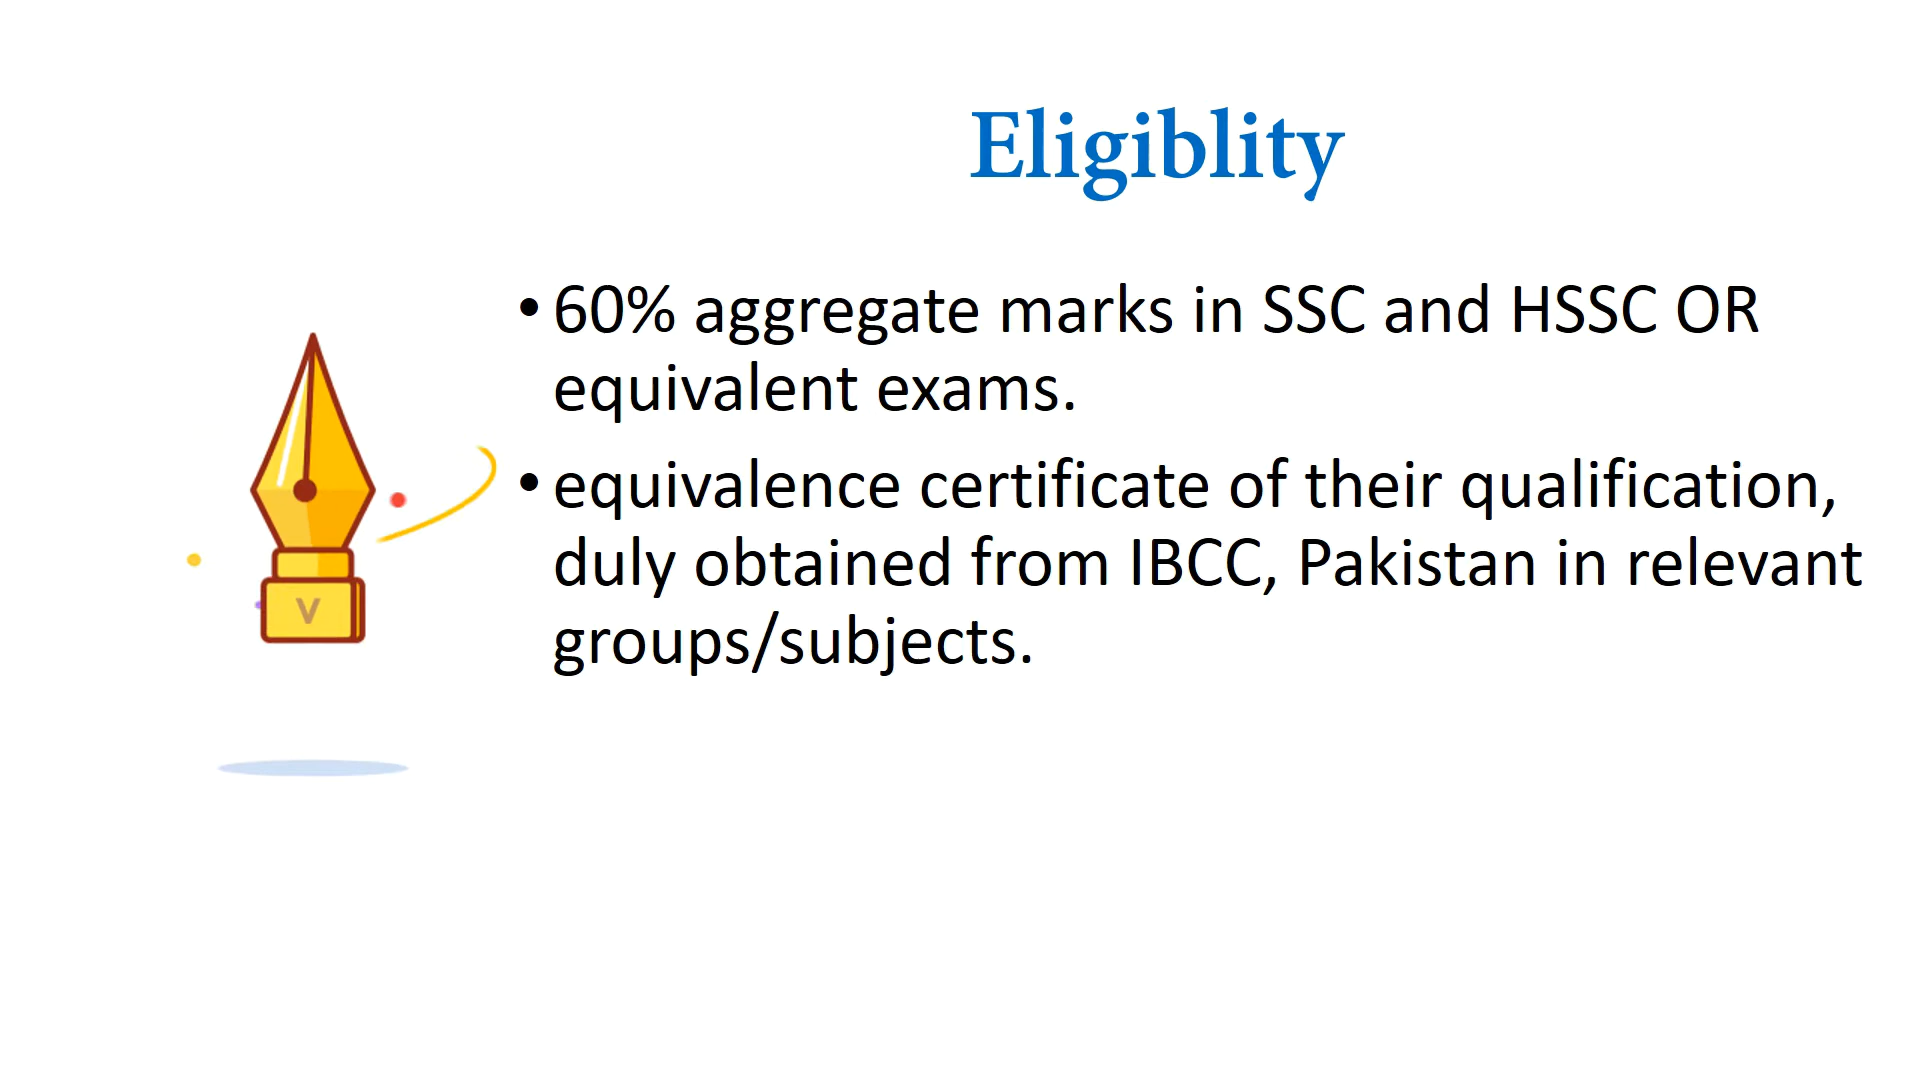 Eligiblity
• 60% aggregate marks in SSC and HSSC OR
equivalent exams.
• equivalence certificate of their qualification,
duly obtained from IBCC, Pakistan in relevant
groups/subjects.
V